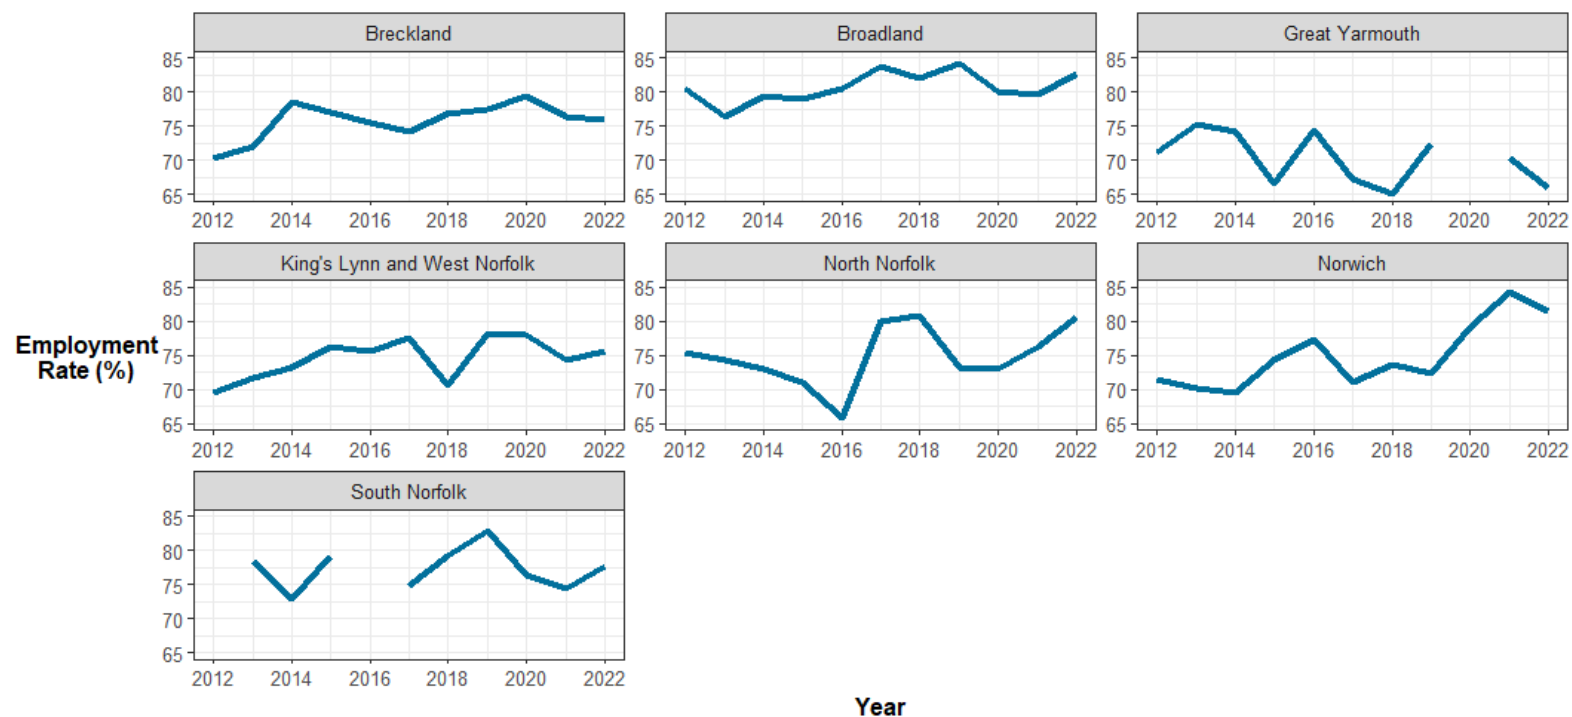 Breckland
Broadland
Great Yarmouth
85
80
75
70
65
85
80
75
70
65
85
80
75
70
65
2012 2014 2016 2018 2020 2022
2012 2014 2016 2018 2020 2022
2012 2014 2016 2018 2020 2022
King's Lynn and West Norfolk
North Norfolk
Norwich
85
80
75
70
65
85
80
75
70
65
85
80
75
70
65
2012 2014 2016 2018 2020 2022
2012 2014 2016 2018 2020 2022
2012 2014 2016 2018 2020 2022
Employment
Rate (%)
South Norfolk
85
80
75
70
65
2012 2014 2016 2018 2020 2022
Year